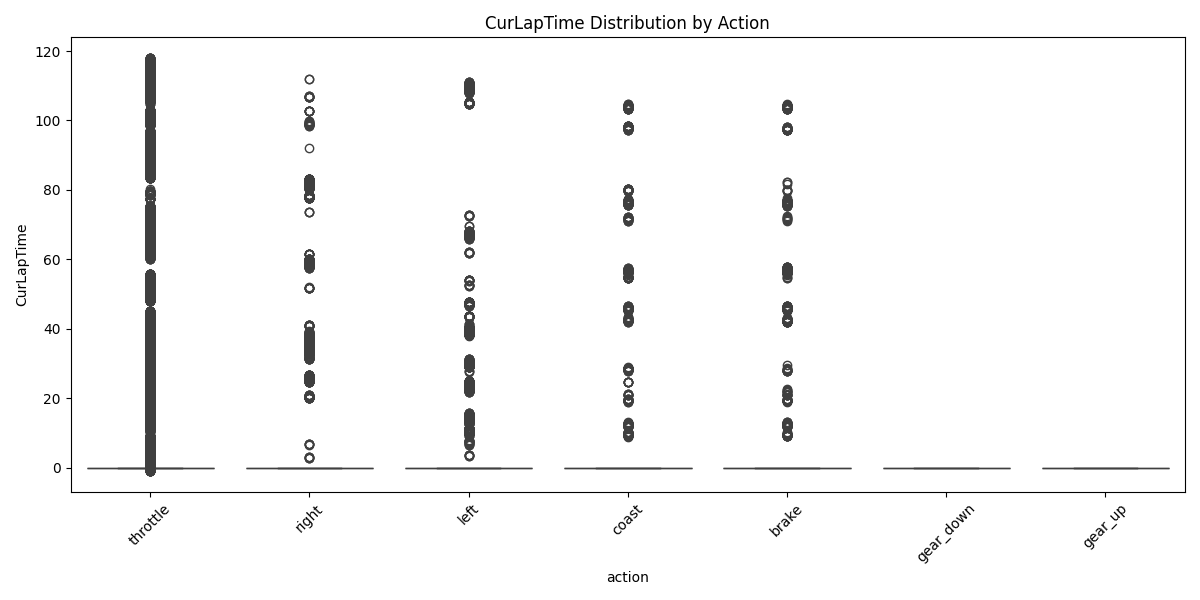 CurLapTime Distribution by Action
CurLapTime
120
100
80
60
40
20
0
throttle
right
left
coast
brake
gear_down
gear_up
action